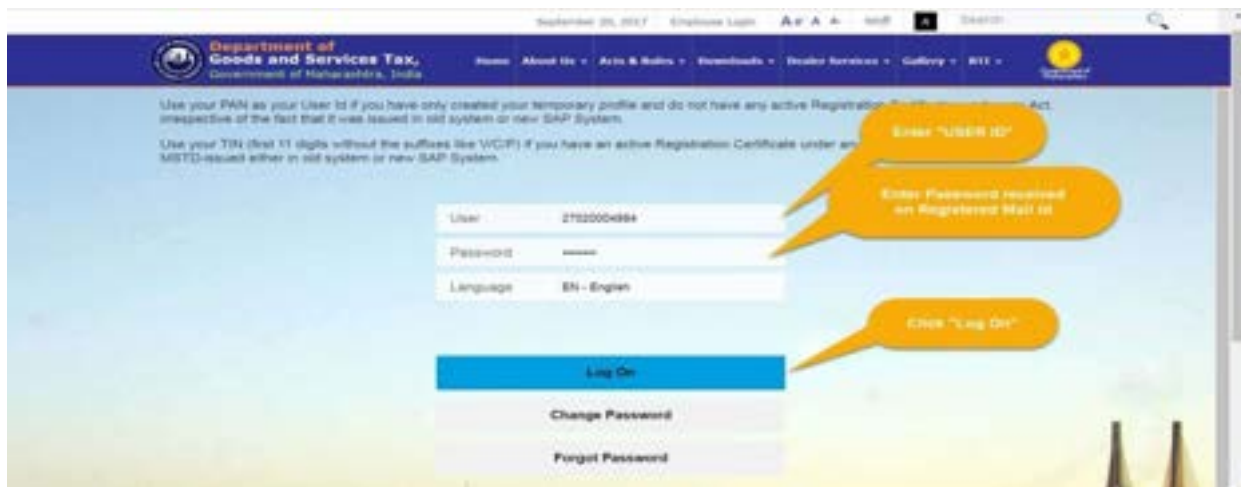 September 20, 2017 Employee Login A+ A A- मराठी A Search
Department of
Goods and Services Tax,
Government of Maharashtra, India
Home About Us Acts & Rules Downloads Dealer Services Gallery RTI
Use your PAN as your User Id if you have only created your temporary profile and do not have any active Registration Act.
irrespective of the fact that it was issued in old system or new SAP System.
Use your TIN (first 11 digits without the suffixes like V/C/P) if you have an active Registration Certificate under
MSTD-issued either in old system or new SAP System
Enter "USER ID"
Enter Password received
on Registered Mail Id
User
Password
Language EN - English
Click "Log On"
Log On
Change Password
Forgot Password